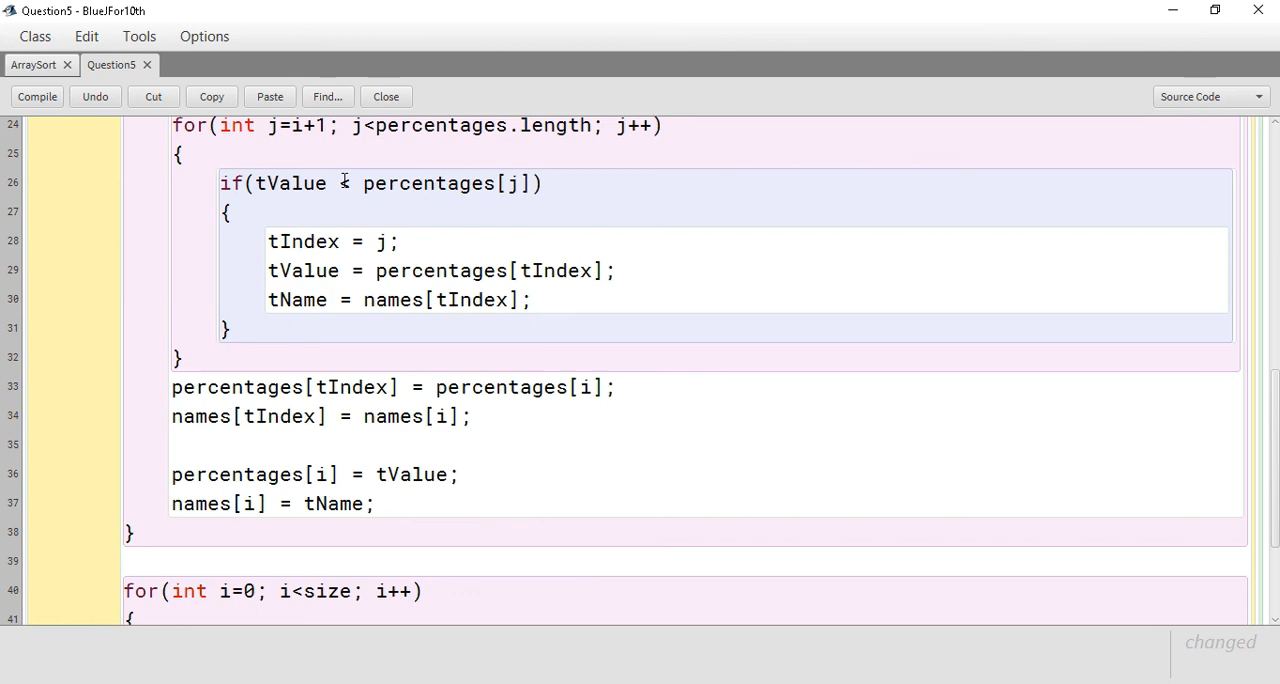 Question5 - BlueJFor10th
Class Edit Tools Options
ArraySort Question5
Compile Undo Cut Copy Paste Find... Close Source Code
24 for(int j=i+1; j<percentages.length; j++)
25 {
26 if(tValue < percentages[j])
27 {
28 tIndex = j;
29 tValue = percentages[tIndex];
30 tName = names[tIndex];
31 }
32 }
33 percentages[tIndex] = percentages[i];
34 names[tIndex] = names[i];
35
36 percentages[i] = tValue;
37 names[i] = tName;
38 }
39
40 for(int i=0; i<size; i++)
41 {
changed